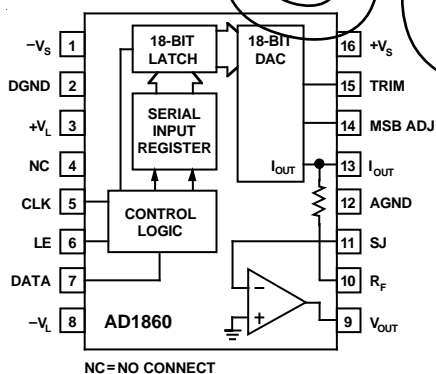 −VS 1
DGND 2
+VL 3
NC 4
CLK 5
LE 6
DATA 7
−VL 8
18-BIT
LATCH
18-BIT
DAC
SERIAL
INPUT
REGISTER
IOUT
CONTROL
LOGIC
−
+
AD1860
16 +VS
15 TRIM
14 MSB ADJ
13 IOUT
12 AGND
11 SJ
10 RF
9 VOUT
NC = NO CONNECT